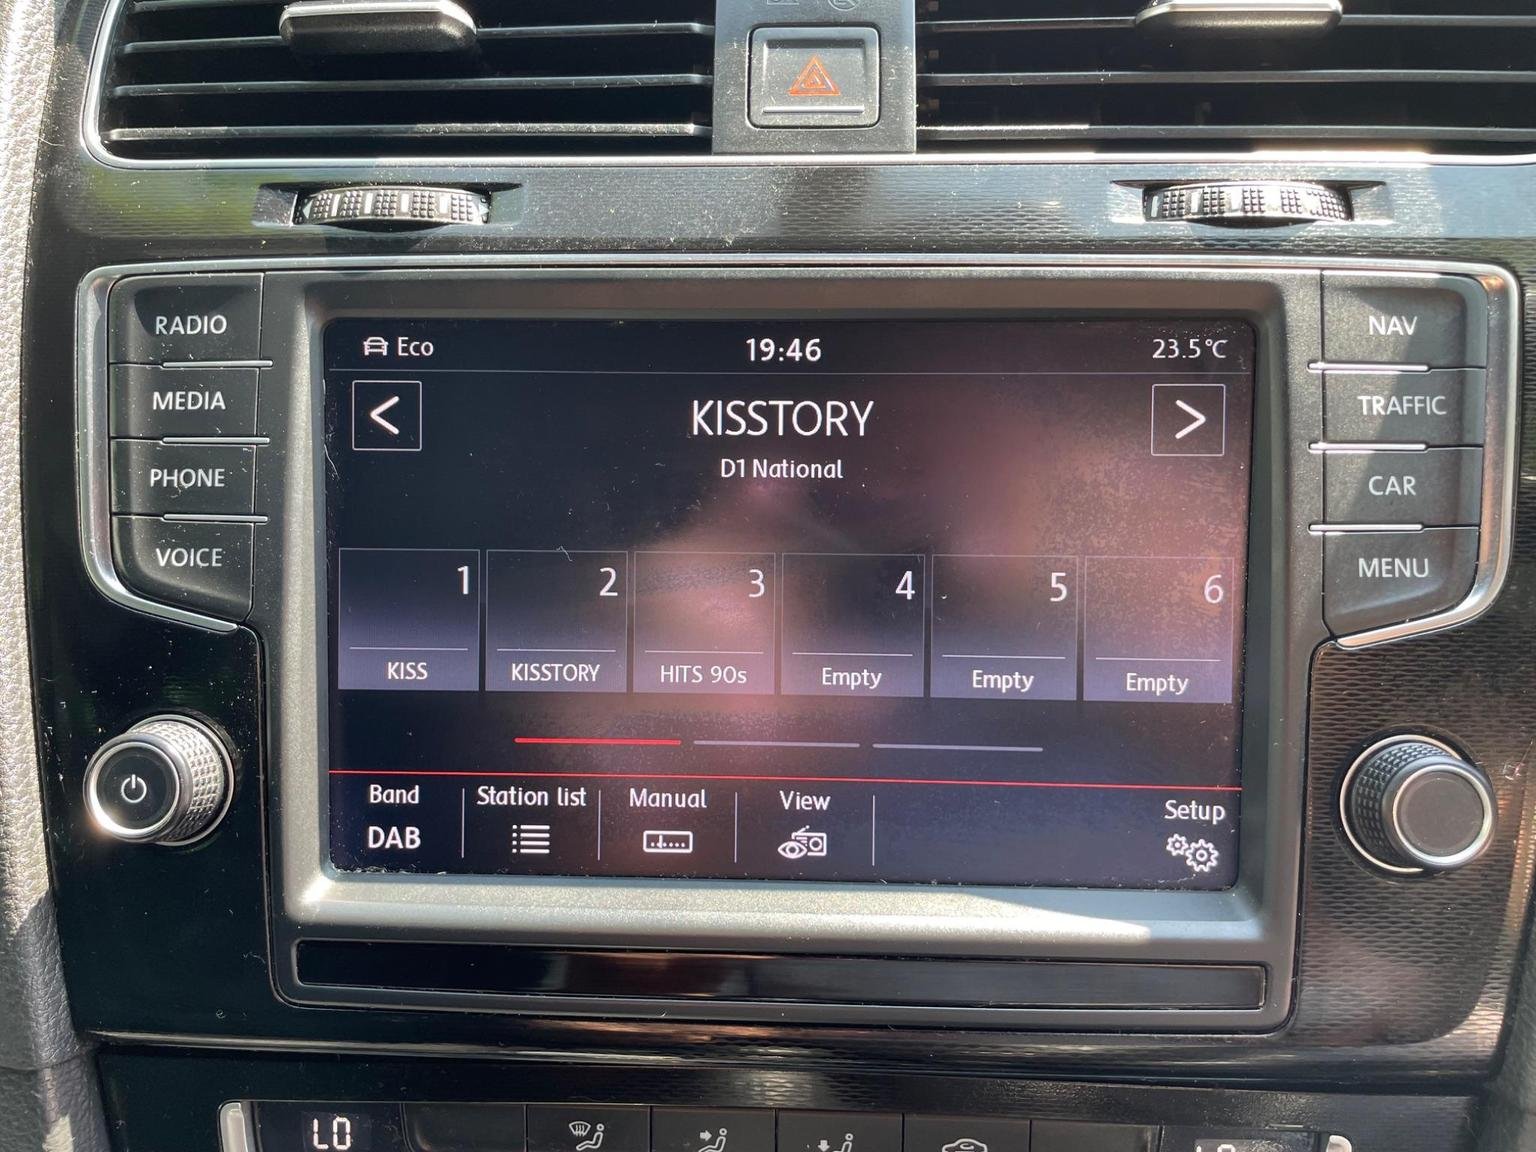 RADIO
MEDIA
PHONE
VOICE
Eco
19:46
23.5°C
<
KISSTORY
>
D1 National
1
2
3
4
5
6
KISS
KISSTORY
HITS 90s
Empty
Empty
Empty
Band
DAB
Station list
Manual
View
Setup
NAV
TRAFFIC
CAR
MENU
LO